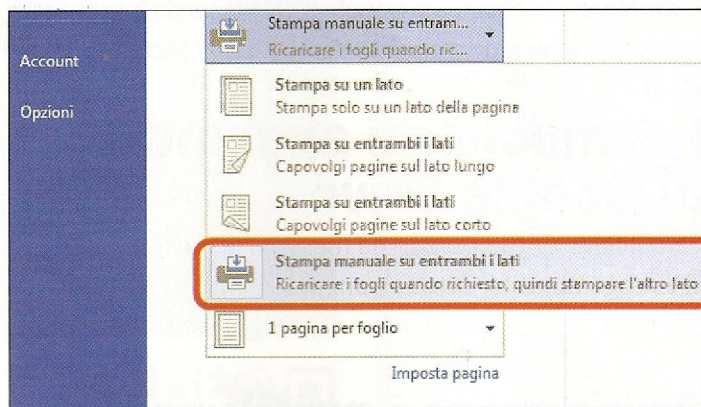 Account
Opzioni
Stampa manuale su entram...
Ricaricare i fogli quando ric...
Stampa su un lato
Stampa solo su un lato della pagina
Stampa su entrambi i lati
Capovolgi pagine sul lato lungo
Stampa su entrambi i lati
Capovolgi pagine sul lato corto
Stampa manuale su entrambi i lati
Ricaricare i fogli quando richiesto, quindi stampare l'altro lato
1 pagina per foglio
Imposta pagina